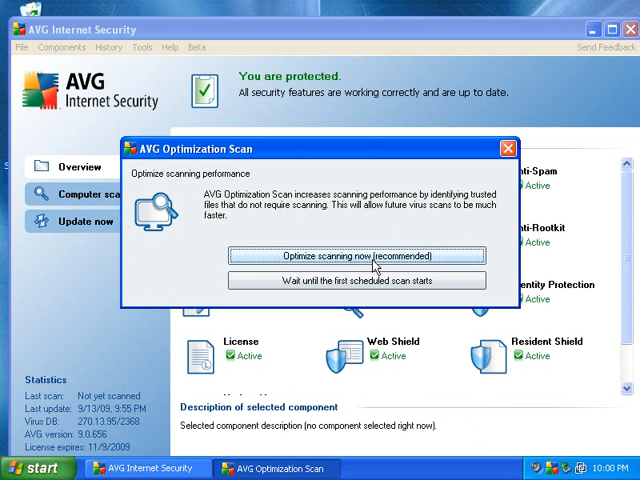 AVG Internet Security
File Components History Tools Help Beta
Send Feedback
AVG
Internet Security
You are protected.
All security features are working correctly and are up to date.
AVG Optimization Scan
Optimize scanning performance
AVG Optimization Scan increases scanning performance by identifying trusted
files that do not require scanning. This will allow future virus scans to be much
faster.
Optimize scanning now (recommended)
Wait until the first scheduled scan starts
Overview
Computer sca
Update now
nti-Spam
Active
nti-Rootkit
Active
dentity Protection
Active
License
Active
Web Shield
Active
Resident Shield
Active
Statistics
Last scan: Not yet scanned
Last update: 9/13/09, 9:55 PM
Virus DB: 270.13.95/2368
AVG version: 9.0.656
License expires: 11/9/2009
Description of selected component
Selected component description (no component selected right now).
start
AVG Internet Security
AVG Optimization Scan
10:00 PM